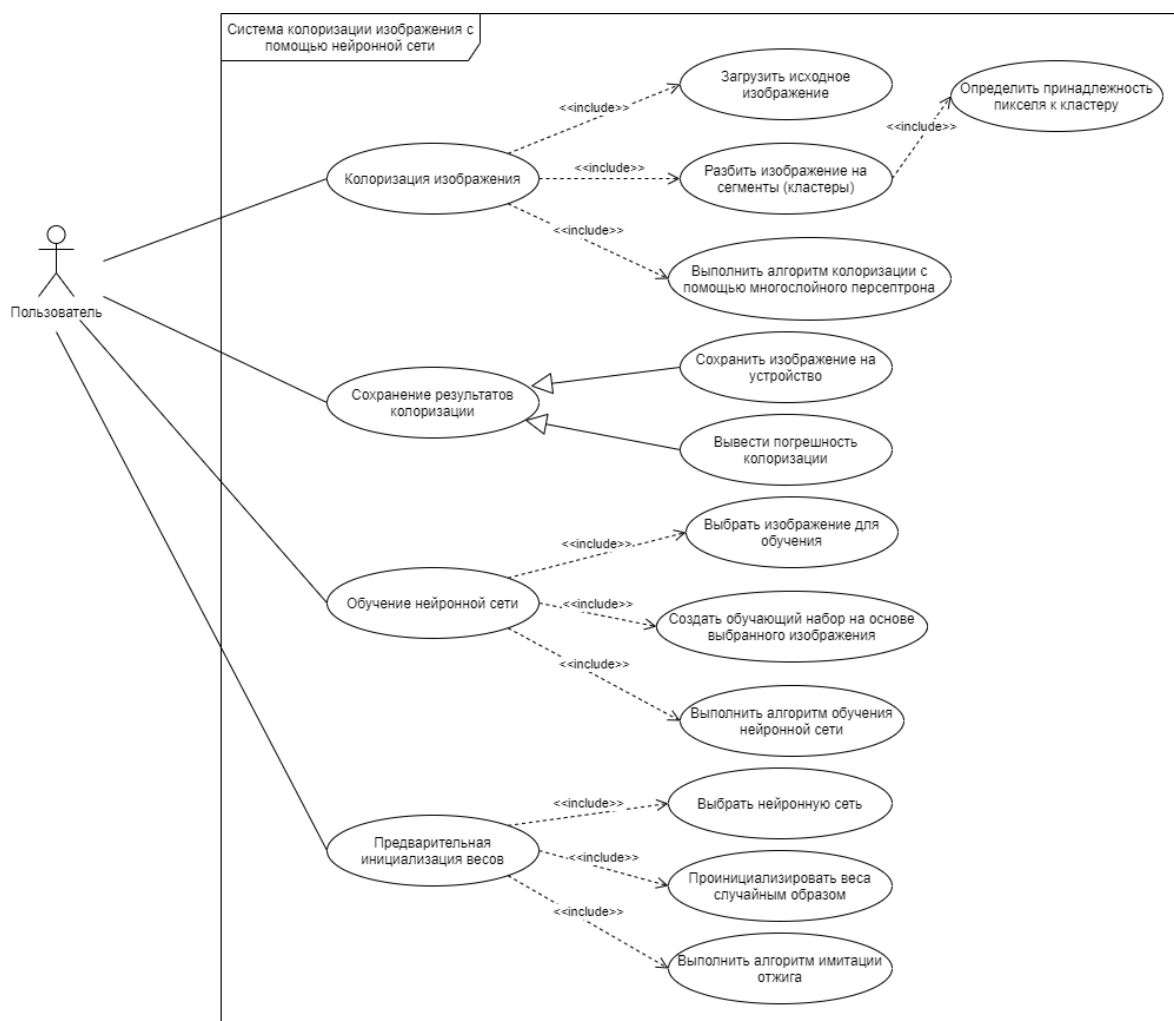 Система колоризации изображения с
помощью нейронной сети
Загрузить исходное
изображение
Определить принадлежность
пикселя к кластеру
<<include>>
<<include>>
Колоризация изображения
<<include>>
Разбить изображение на
сегменты (кластеры)
<<include>>
Выполнить алгоритм колоризации с
помощью многослойного персептрона
Пользователь
Сохранить изображение на
устройство
Сохранение результатов
колоризации
Вывести погрешность
колоризации
Выбрать изображение для
обучения
<<include>>
Обучение нейронной сети
<<include>>
Создать обучающий набор на основе
выбранного изображения
<<include>>
Выполнить алгоритм обучения
нейронной сети
<<include>>
Выбрать нейронную сеть
Предварительная
инициализация весов
<<include>>
Проинициализировать веса
случайным образом
<<include>>
Выполнить алгоритм имитации
отжига